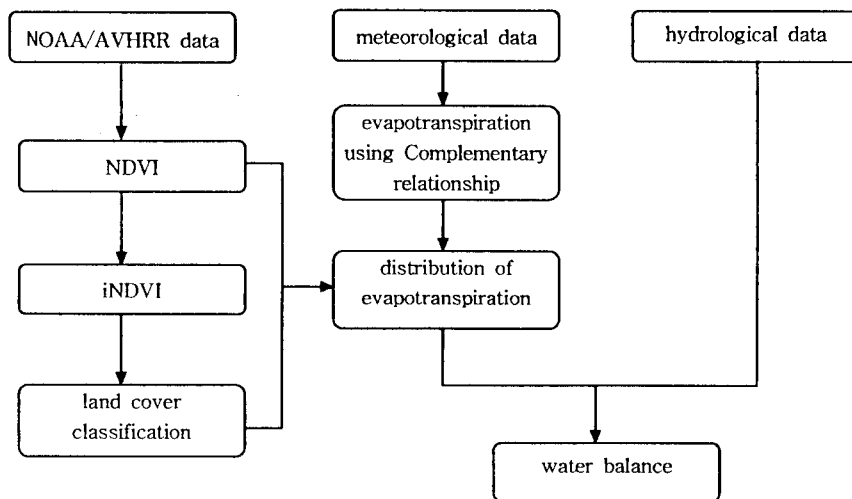 NOAA/AVHRR data
meteorological data
hydrological data
evapotranspiration
using Complementary
relationship
NDVI
iNDVI
distribution of
evapotranspiration
land cover
classification
water balance